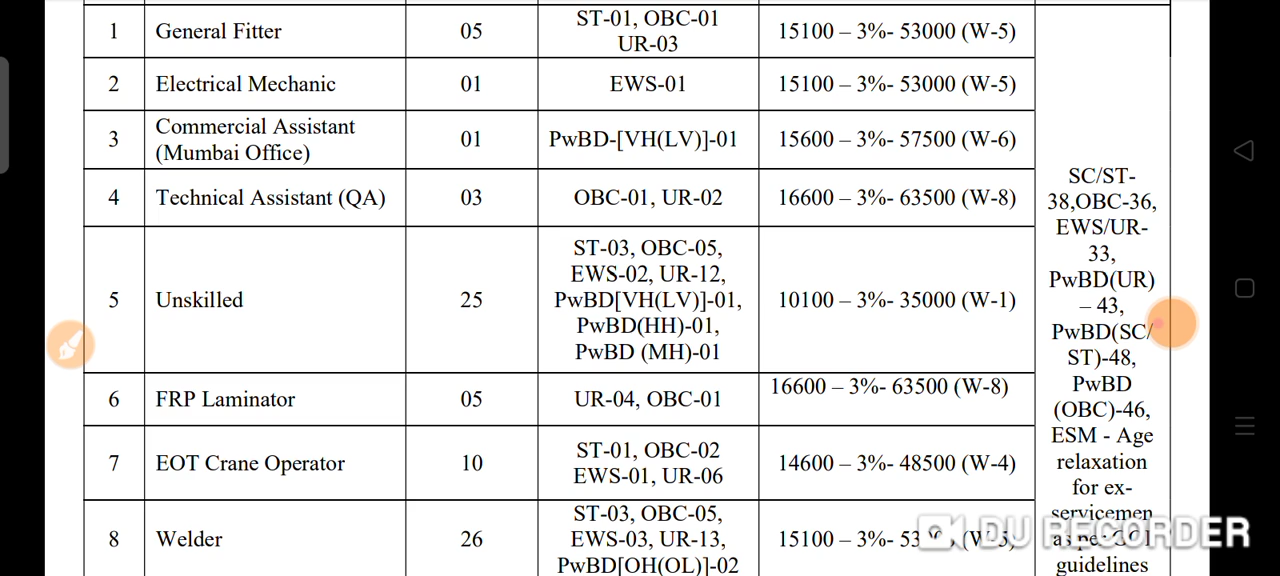 1 General Fitter 05 ST-01, OBC-01 UR-03 15100 – 3%- 53000 (W-5)
2 Electrical Mechanic 01 EWS-01 15100 – 3%- 53000 (W-5)
3 Commercial Assistant (Mumbai Office) 01 PwBD-[VH(LV)]-01 15600 – 3%- 57500 (W-6)
4 Technical Assistant (QA) 03 OBC-01, UR-02 16600 – 3%- 63500 (W-8)
5 Unskilled 25 ST-03, OBC-05, EWS-02, UR-12, PwBD[VH(LV)]-01, PwBD(HH)-01, PwBD (MH)-01 10100 – 3%- 35000 (W-1)
6 FRP Laminator 05 UR-04, OBC-01 16600 – 3%- 63500 (W-8)
7 EOT Crane Operator 10 ST-01, OBC-02 EWS-01, UR-06 14600 – 3%- 48500 (W-4)
8 Welder 26 ST-03, OBC-05, EWS-03, UR-13, PwBD[OH(OL)]-02 15100 – 3%-
SC/ST-
38,OBC-36,
EWS/UR-
33,
PwBD(UR)
– 43,
PwBD(SC/
ST)-48,
PwBD
(OBC)-46,
ESM - Age
relaxation
for ex-
servicemen
as per
guidelines
DU RECORDER